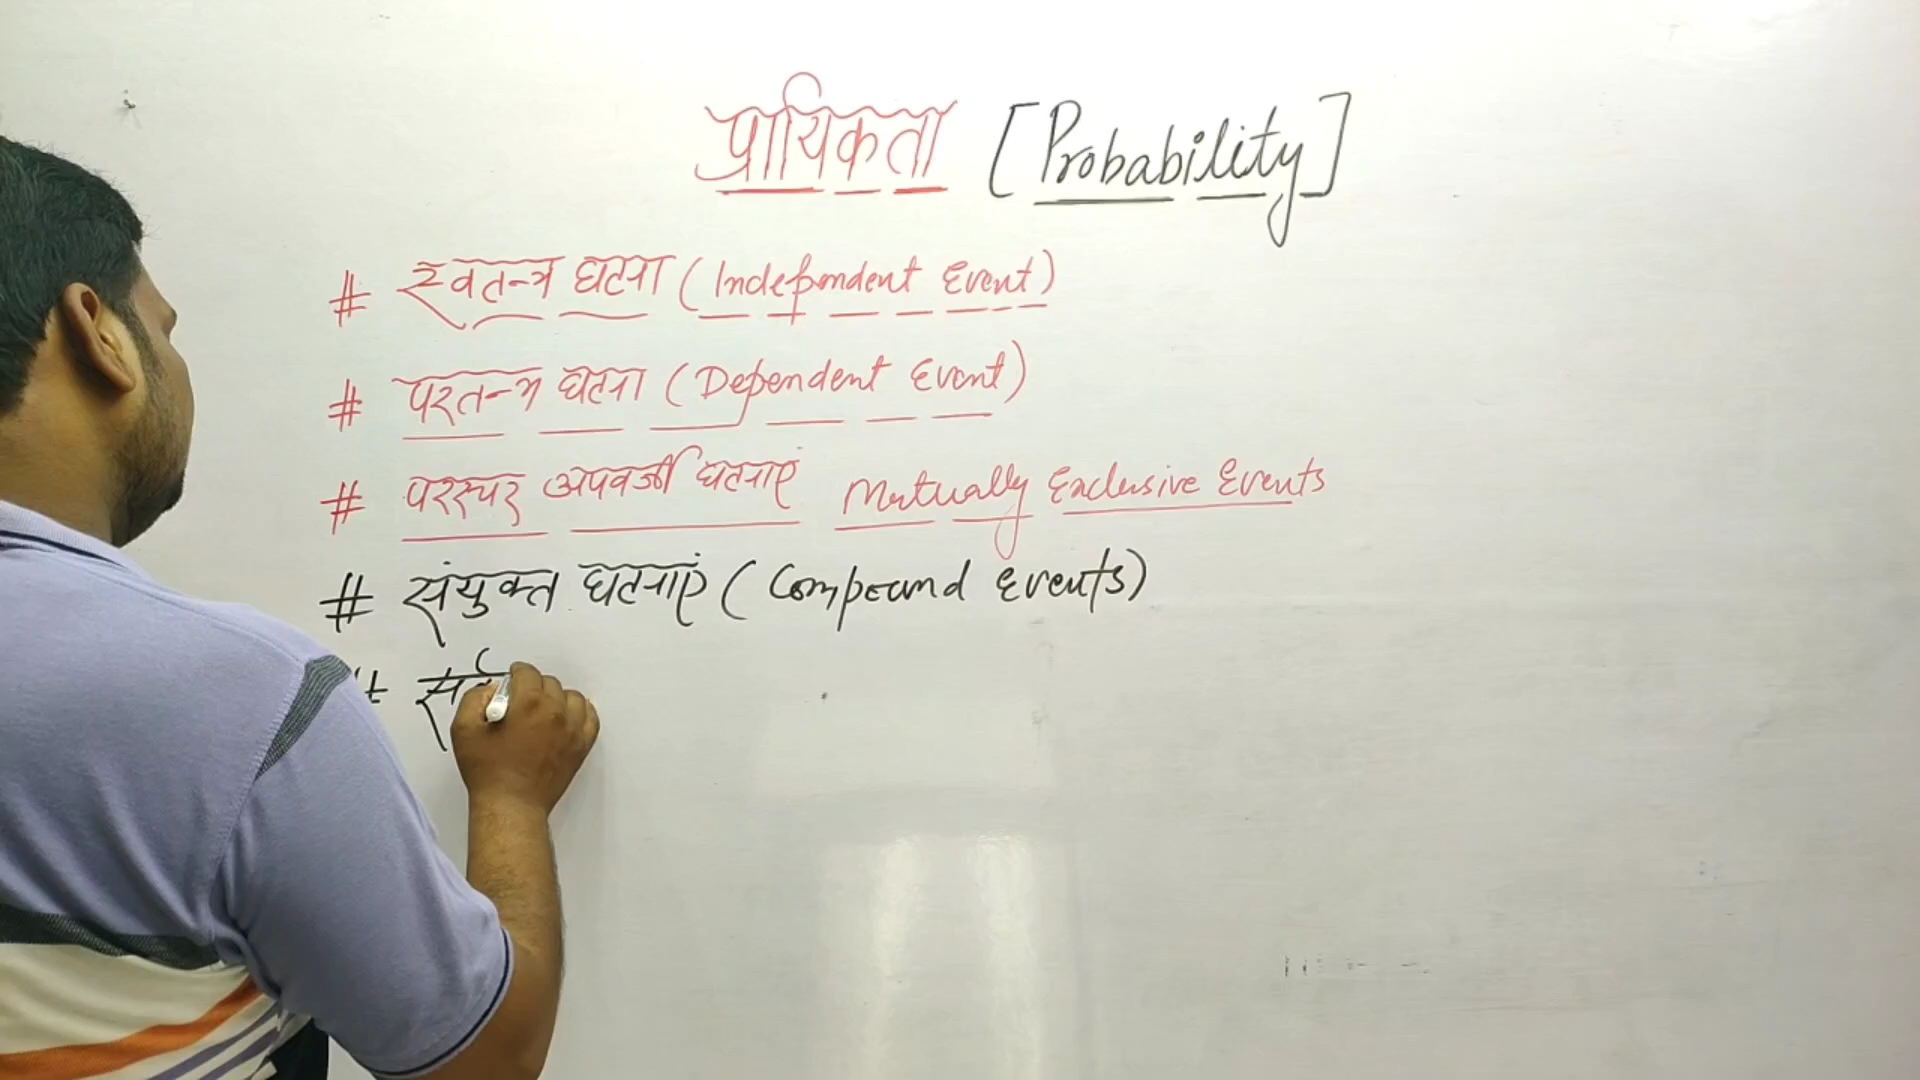 प्रायिकता [Probability]
# स्वतन्त्र घटना (Independent Event)
# परतन्त्र घटना (Dependent Event)
# परस्पर अपवर्जी घटनाएं Mutually Exclusive Events
# संयुक्त घटनाएं (Compound Events)
#